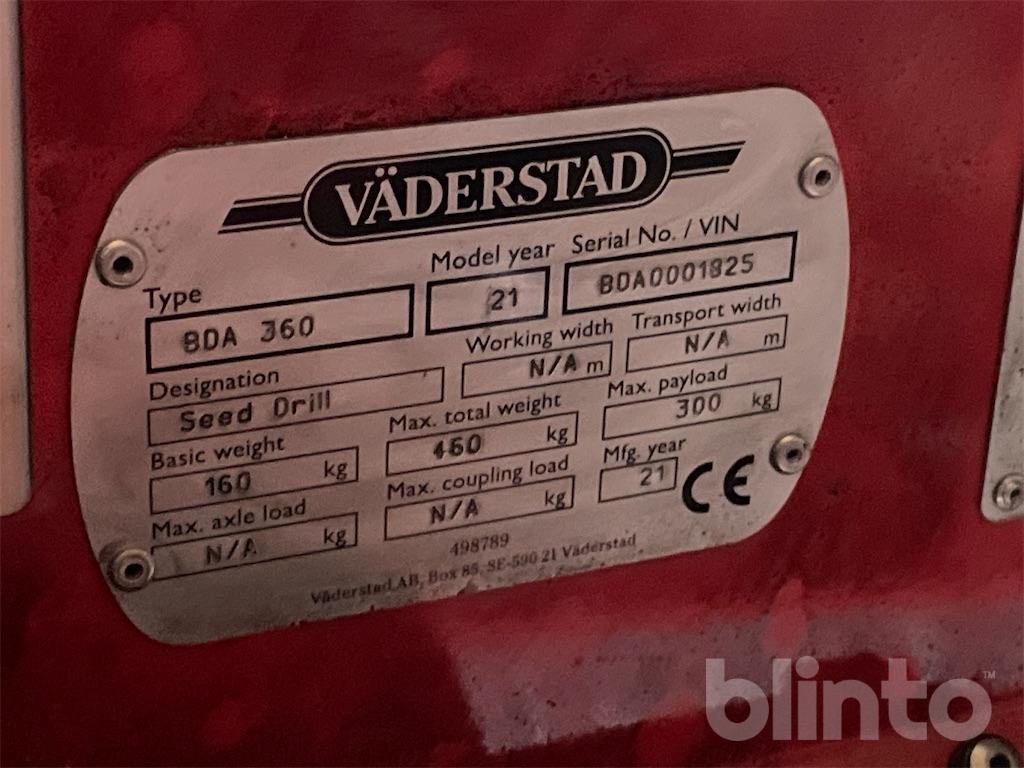 VÄDERSTAD
Type Model year Serial No. / VIN
BDA 360 21 BDA0001825
Designation Working width Transport width
Seed Drill N/A m N/A m
Basic weight Max. total weight Max. payload
160 kg 460 kg 300 kg
Max. axle load Max. coupling load Mfg. year
N/A kg N/A kg 21 CE
498789
Väderstad AB, Box 85, SE-590 21 Väderstad
blinto™